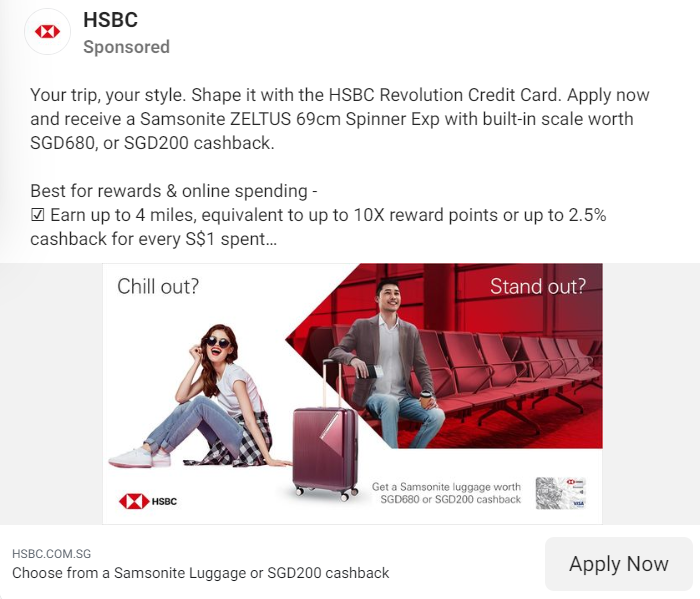 HSBC
Sponsored
Your trip, your style. Shape it with the HSBC Revolution Credit Card. Apply now
and receive a Samsonite ZELTUS 69cm Spinner Exp with built-in scale worth
SGD680, or SGD200 cashback.
Best for rewards & online spending -
☑ Earn up to 4 miles, equivalent to up to 10X reward points or up to 2.5%
cashback for every S$1 spent...
Chill out?
Stand out?
Get a Samsonite luggage worth
SGD680 or SGD200 cashback
HSBC
HSBC
VISA
HSBC.COM.SG
Choose from a Samsonite Luggage or SGD200 cashback
Apply Now